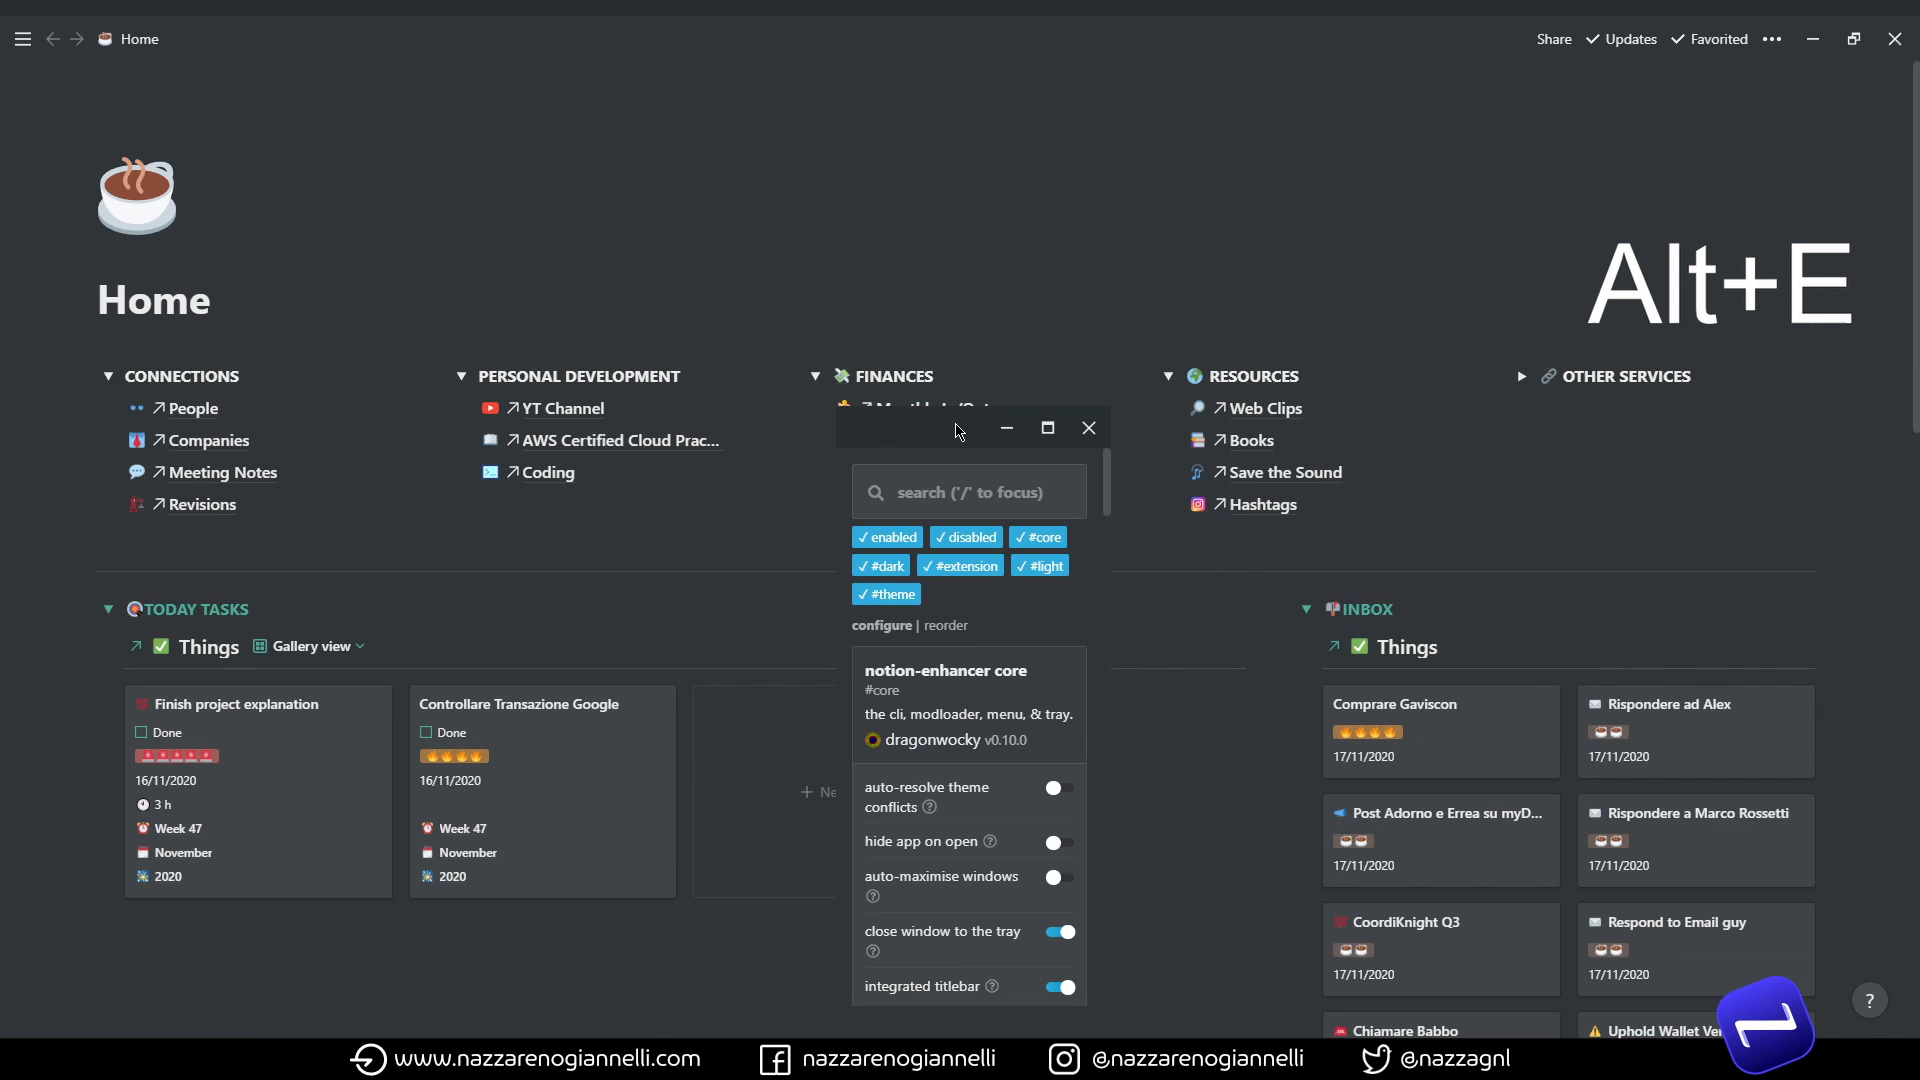 Home
Share ✓ Updates ✓ Favorited •••
Alt+E
Home
CONNECTIONS
↗ People
↗ Companies
↗ Meeting Notes
↗ Revisions
PERSONAL DEVELOPMENT
↗ YT Channel
↗ AWS Certified Cloud Prac...
↗ Coding
FINANCES
RESOURCES
↗ Web Clips
↗ Books
↗ Save the Sound
↗ Hashtags
OTHER SERVICES
search ('/' to focus)
✓ enabled ✓ disabled ✓ #core
✓ #dark ✓ #extension ✓ #light
✓ #theme
configure | reorder
notion-enhancer core
#core
the cli, modloader, menu, & tray.
dragonwocky v0.10.0
auto-resolve theme
conflicts ?
hide app on open ?
auto-maximise windows
?
close window to the tray
?
integrated titlebar ?
TODAY TASKS
↗ Things Gallery view
Finish project explanation
Done
16/11/2020
3 h
Week 47
November
2020
Controllare Transazione Google
Done
16/11/2020
Week 47
November
2020
+ Ne
INBOX
↗ Things
Comprare Gaviscon
17/11/2020
Rispondere ad Alex
17/11/2020
Post Adorno e Errea su myD...
17/11/2020
Rispondere a Marco Rossetti
17/11/2020
CoordiKnight Q3
17/11/2020
Respond to Email guy
17/11/2020
Chiamare Babbo
Uphold Wallet Ve
?
www.nazzarenogiannelli.com
nazzarenogiannelli
@nazzarenogiannelli
@nazzagnl